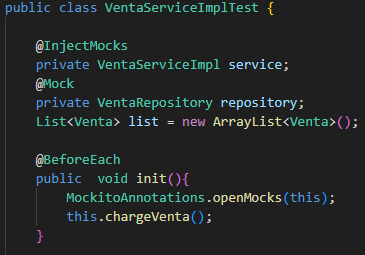 public class VentaServiceImplTest {
@InjectMocks
private VentaServiceImpl service;
@Mock
private VentaRepository repository;
List<Venta> list = new ArrayList<Venta>();
@BeforeEach
public  void init(){
MockitoAnnotations.openMocks(this);
this.chargeVenta();
}